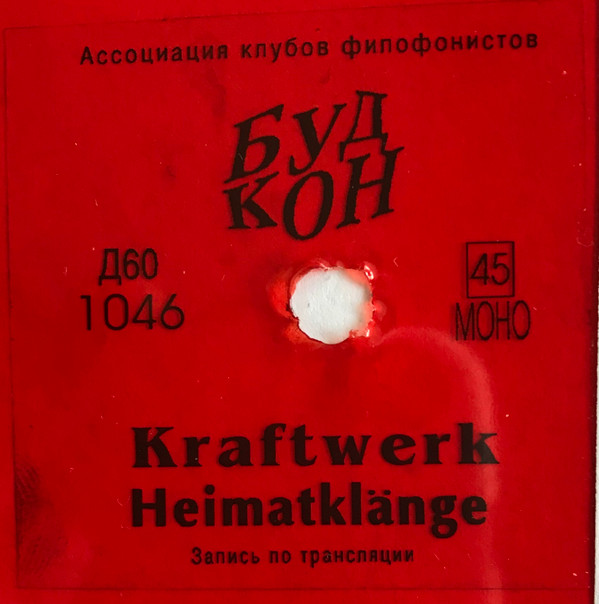 Ассоциация клубов фипофонистов
БУД
КОН
Д60
1046
45
МОНО
Kraftwerk
Heimatklänge
Запись по трансляции